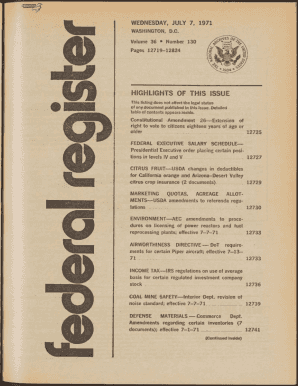 federal register
WEDNESDAY, JULY 7, 1971
WASHINGTON, D.C.
Volume 36 • Number 130
Pages 12719-12824
HIGHLIGHTS OF THIS ISSUE
This listing does not affect the legal status
of any document published in this issue. Detailed
table of contents appears inside.
Constitutional Amendment 26—Extension of
right to vote to citizens eighteen years of age or
older 12725
FEDERAL EXECUTIVE SALARY SCHEDULE—
Presidential Executive order placing certain posi-
tions in levels IV and V 12727
CITRUS FRUIT—USDA changes in deductibles
for California orange and Arizona-Desert Valley
citrus crop insurance (2 documents) 12729
MARKETING QUOTAS, ACREAGE ALLOT-
MENTS—USDA amendments to referenda regu-
lations 12730
ENVIRONMENT—AEC amendments to proce-
dures on licensing of power reactors and fuel
reprocessing plants; effective 7-7-71
AIRWORTHINESS DIRECTIVE—DoT require-
ments for certain Piper aircraft; effective 7-13-
71 12733
INCOME TAX—IRS regulations on use of average
basis for certain regulated investment company
stock
COAL MINE SAFETY—Interior Dept. revision of
noise standard; effective 7-7-71 12739
DEFENSE MATERIALS—Commerce Dept.
Amendments regarding certain inventories (7
documents); effective 7-1-71 12741
(Continued inside)